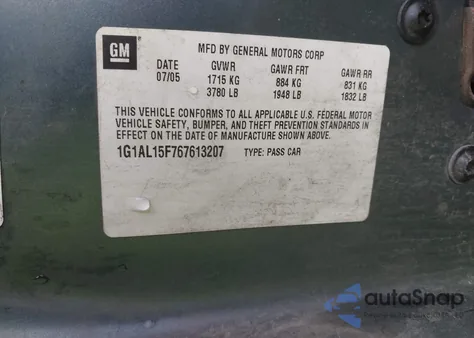 GM
MFD BY GENERAL MOTORS CORP
DATE GVWR GAWR FRT GAWR RR
07/05 1715 KG 884 KG 831 KG
3780 LB 1948 LB 1832 LB
THIS VEHICLE CONFORMS TO ALL APPLICABLE U.S. FEDERAL MOTOR
VEHICLE SAFETY, BUMPER, AND THEFT PREVENTION STANDARDS IN
EFFECT ON THE DATE OF MANUFACTURE SHOWN ABOVE.
1G1AL15F767613207 TYPE: PASS CAR
autoSnap